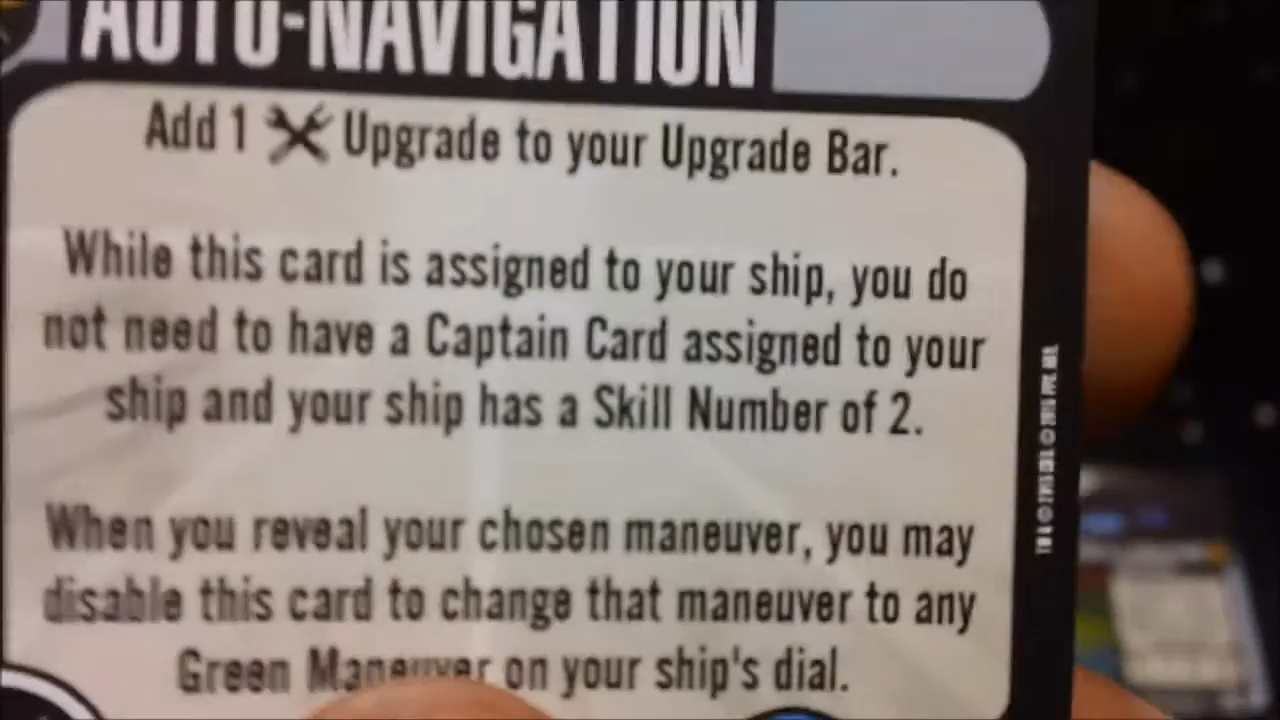 AUTO-NAVIGATION
Add 1 Upgrade to your Upgrade Bar.
While this card is assigned to your ship, you do
not need to have a Captain Card assigned to your
ship and your ship has a Skill Number of 2.
When you reveal your chosen maneuver, you may
disable this card to change that maneuver to any
Green Maneuver on your ship's dial.